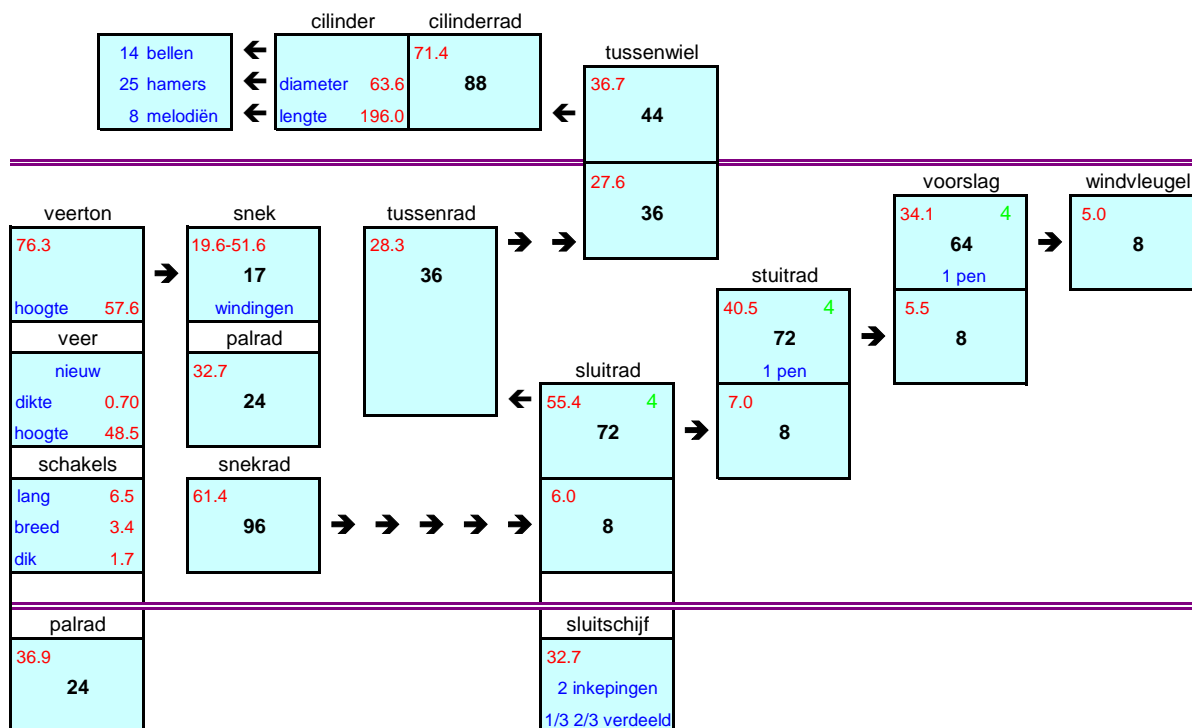 cilinder cilinderrad
14 bellen 71.4 tussenwiel
25 hamers diameter 63.6 88 36.7
8 melodiën lengte 196.0 44
27.6 voorslag windvleugel
veerton snek tussenrad 36 34.1 4 5.0
76.3 19.6-51.6 28.3 64 8
17 36 stuitrad 1 pen
hoogte 57.6 windingen 40.5 4 5.5
veer palrad 72 8
nieuw 32.7 sluitrad 1 pen
dikte 0.70 24 55.4 4 7.0
hoogte 48.5 72 8
schakels snekrad
lang 6.5 61.4 6.0
breed 3.4 96 8
dik 1.7
palrad sluitschijf
36.9 32.7
24 2 inkepingen
1/3 2/3 verdeeld